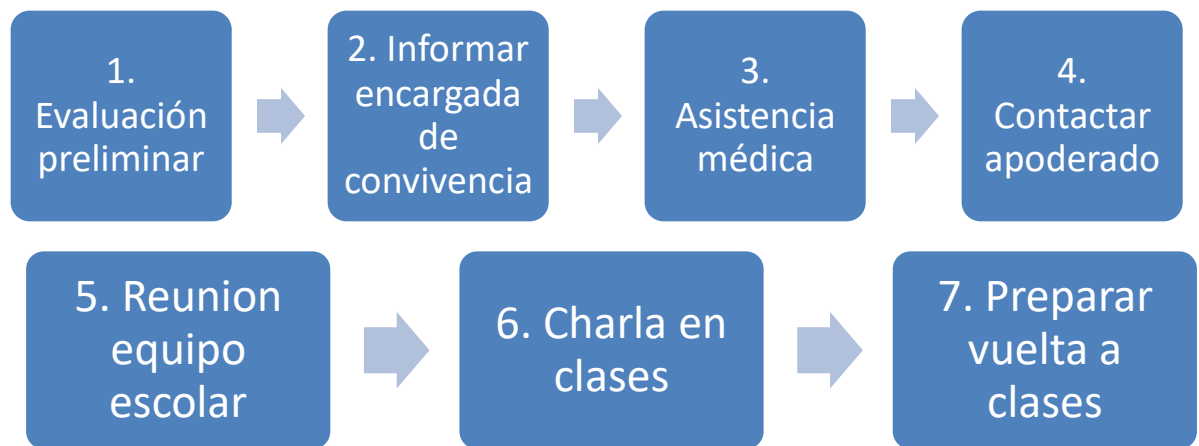 1.
Evaluación
preliminar
2. Informar
encargada
de
convivencia
3.
Asistencia
médica
4.
Contactar
apoderado
5. Reunion
equipo
escolar
6. Charla en
clases
7. Preparar
vuelta a
clases